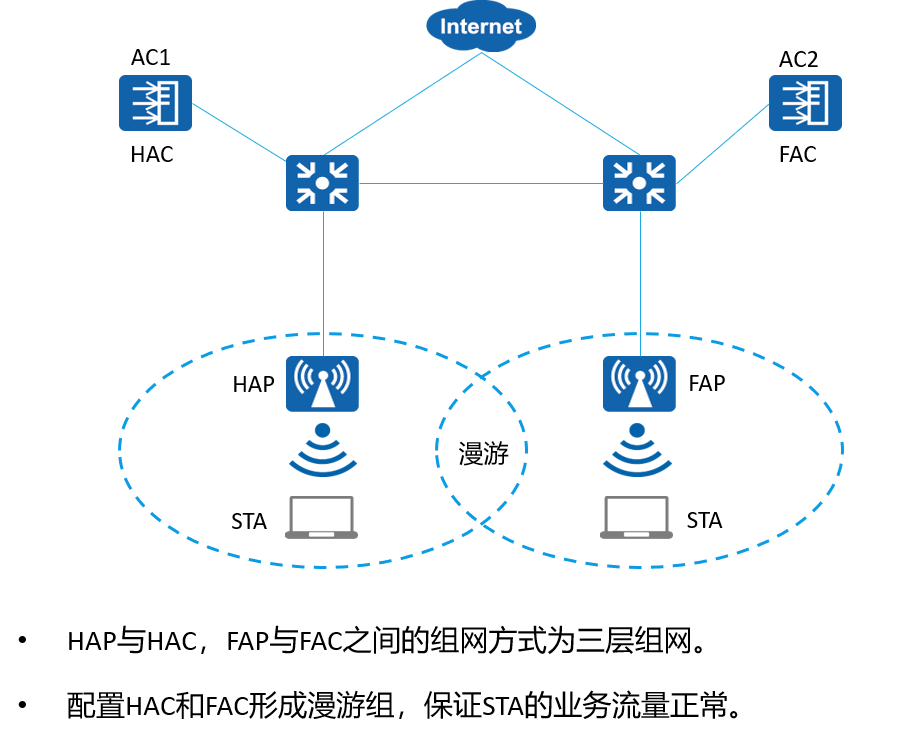 Internet
AC1
AC2
HAC
FAC
HAP
FAP
漫游
STA
STA
• HAP与HAC，FAP与FAC之间的组网方式为三层组网。
• 配置HAC和FAC形成漫游组，保证STA的业务流量正常。